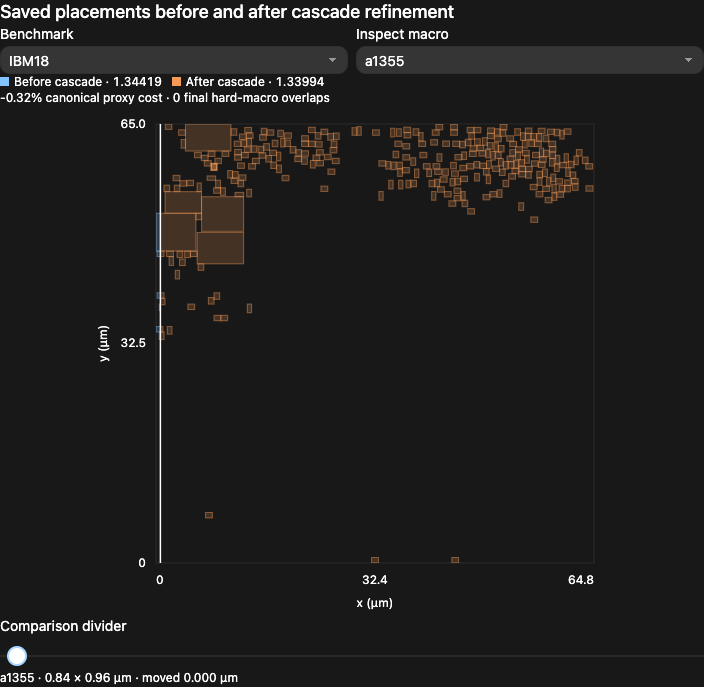 Saved placements before and after cascade refinement
Benchmark Inspect macro
IBM18 a1355
Before cascade · 1.34419 After cascade · 1.33994
-0.32% canonical proxy cost · 0 final hard-macro overlaps
65.0
y (μm)
32.5
0
0 32.4 64.8
x (μm)
Comparison divider
a1355 · 0.84 × 0.96 μm · moved 0.000 μm